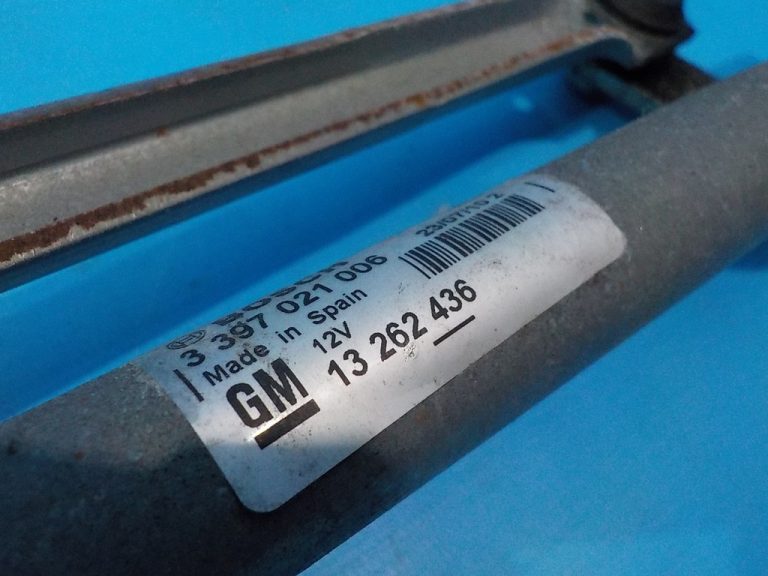 BOSCH
3 397 021 006
Made in Spain
12V
GM
13 262 436